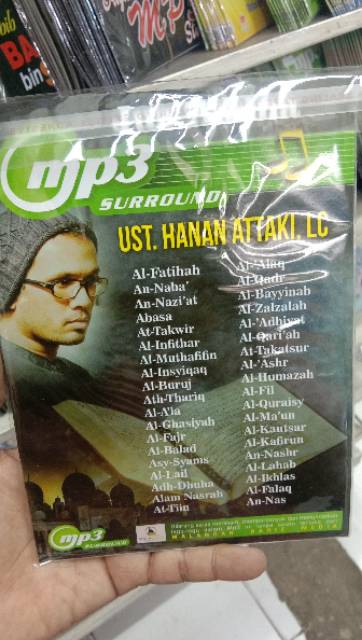 mp3
SURROUND
UST. HANAN ATTAKI, LC
Al-Fatihah
An-Naba'
An-Nazi'at
Abasa
At-Takwir
Al-Infithar
Al-Muthafifin
Al-Insyiqaq
Al-Buruj
Ath-Thariq
Al-A'la
Al-Ghasiyah
Al-Fajr
Al-Balad
Asy-Syams
Al-Lail
Adh-Dhuha
Alam Nasrah
At-Tiin
Al-'Alaq
Al-Qadr
Al-Bayyinah
Al-Zalzalah
Al-'Adhiyat
Al-Qari'ah
At-Takatsur
Al-'Ashr
Al-Homazah
Al-Fil
Al-Quraisy
Al-Ma'un
Al-Kautsar
Al-Kafirun
An-Nashr
Al-Lahab
Al-Ikhlas
Al-Falaq
An-Nas
mp3
SURROUND